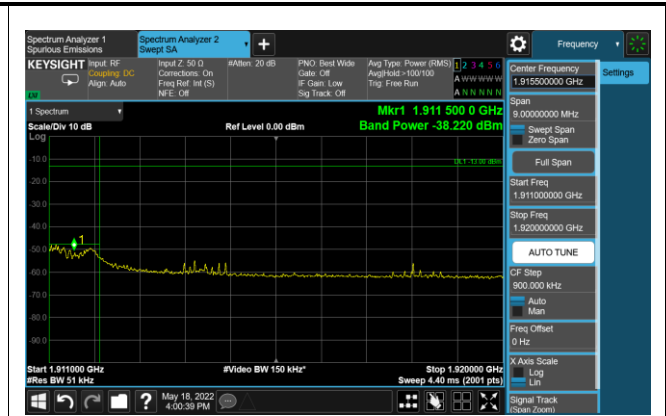 Spectrum Analyzer 1
Spurious Emissions
Spectrum Analyzer 2
Swept SA
Frequency
KEYSIGHT
Input: RF
Coupling: DC
Align: Auto
Input Z: 50 Ω
Corrections: On
Freq Ref: Int (S)
NFE: Off
#Atten: 20 dB
PNO: Best Wide
Gate: Off
IF Gain: Low
Sig Track: Off
Avg Type: Power (RMS)
Avg|Hold:>100/100
Trig: Free Run
1 2 3 4 5 6
A W W W W W
A N N N N N
1 Spectrum
Mkr1 1.911 500 0 GHz
Scale/Div 10 dB
Ref Level 0.00 dBm
Band Power -38.220 dBm
Log
DL1 -13.00 dBm
-10.0
-20.0
-30.0
-40.0
1
-50.0
-60.0
-70.0
-80.0
-90.0
Start 1.911000 GHz
#Video BW 150 kHz*
Stop 1.920000 GHz
#Res BW 51 kHz
Sweep 4.40 ms (2001 pts)
May 18, 2022
4:00:39 PM
Center Frequency
1.915500000 GHz
Settings
Span
9.00000000 MHz
Swept Span
Zero Span
Full Span
Start Freq
1.911000000 GHz
Stop Freq
1.920000000 GHz
AUTO TUNE
CF Step
900.000 kHz
Auto
Man
Freq Offset
0 Hz
X Axis Scale
Log
Lin
Signal Track
(Span Zoom)